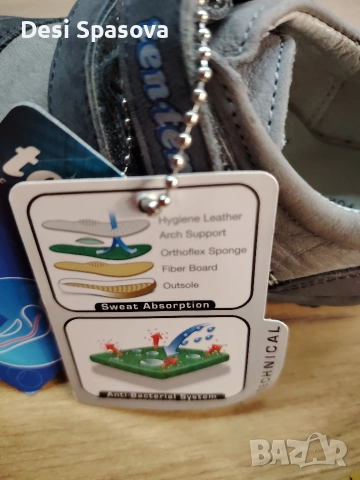 Desi Spasova
Hygiene Leather
Arch Support
Orthoflex Sponge
Fiber Board
Outsole
Sweat Absorption
Anti-Bacterial System
TECHNICAL
BAZAR